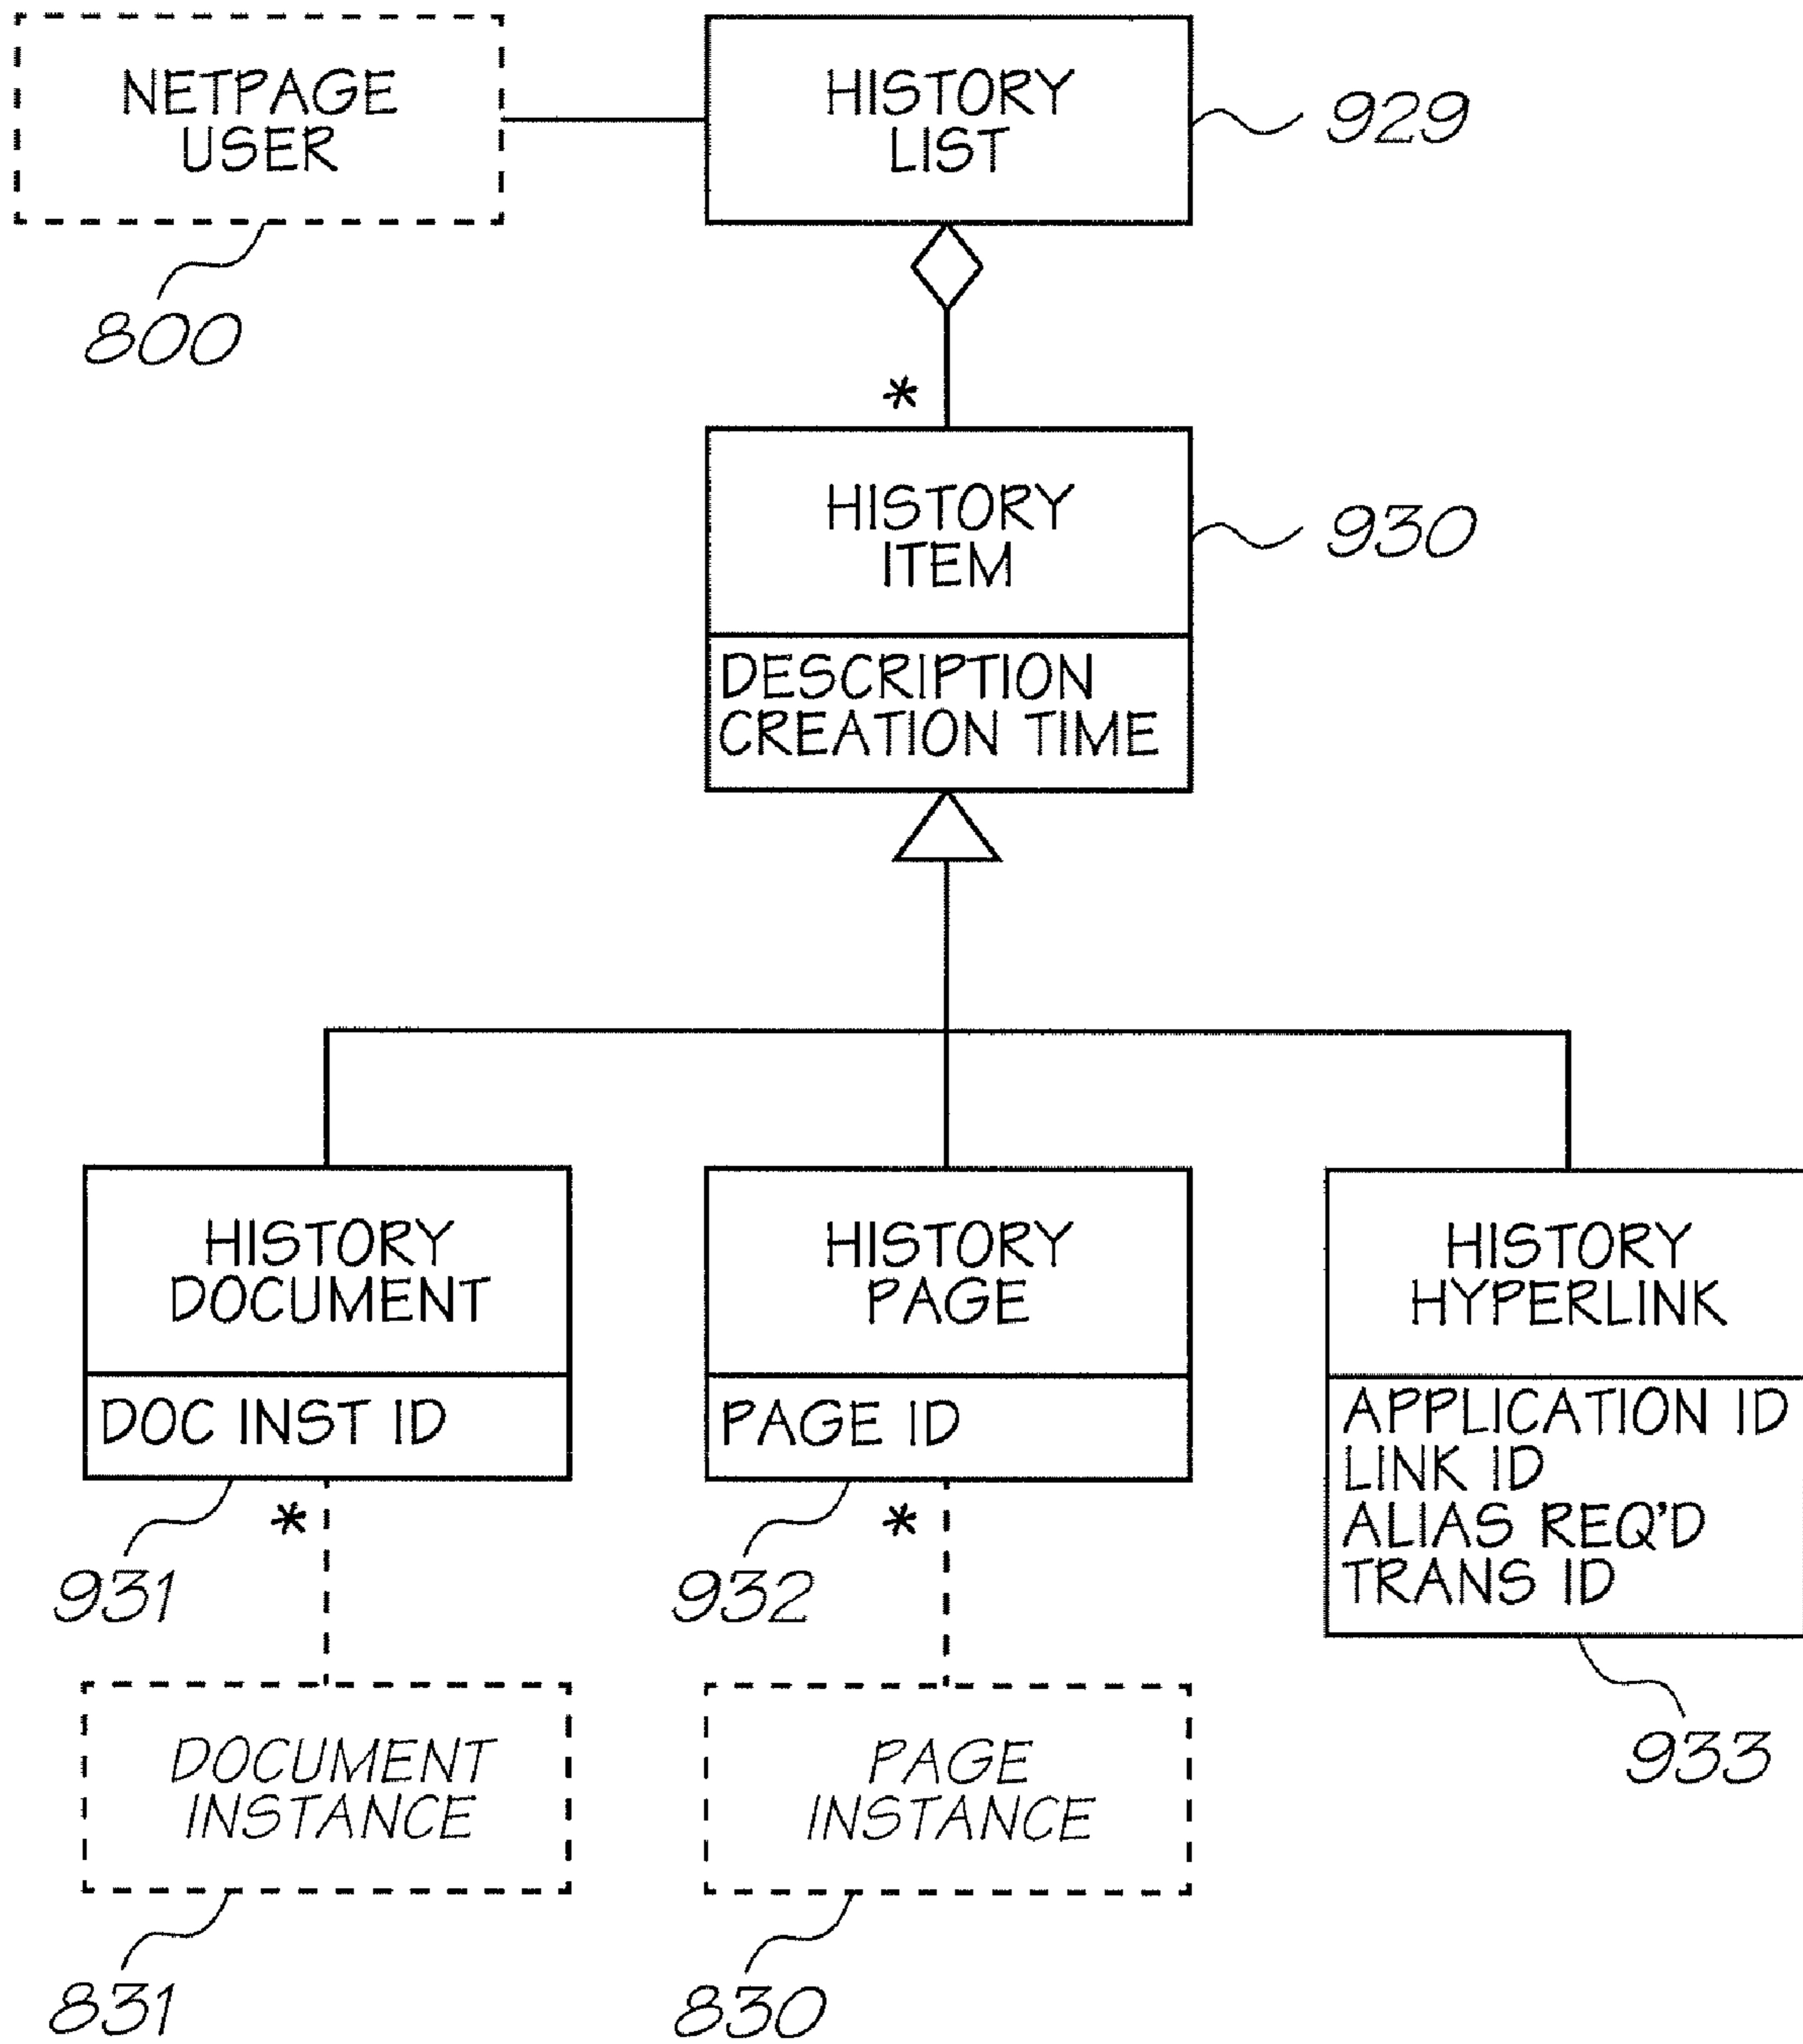 NETPAGE
USER
800
HISTORY
LIST
929
*
HISTORY
ITEM
930
DESCRIPTION
CREATION TIME
HISTORY
DOCUMENT
DOC INST ID
931
*
HISTORY
PAGE
PAGE ID
932
*
HISTORY
HYPERLINK
APPLICATION ID
LINK ID
ALIAS REQ'D
TRANS ID
933
DOCUMENT
INSTANCE
831
PAGE
INSTANCE
830